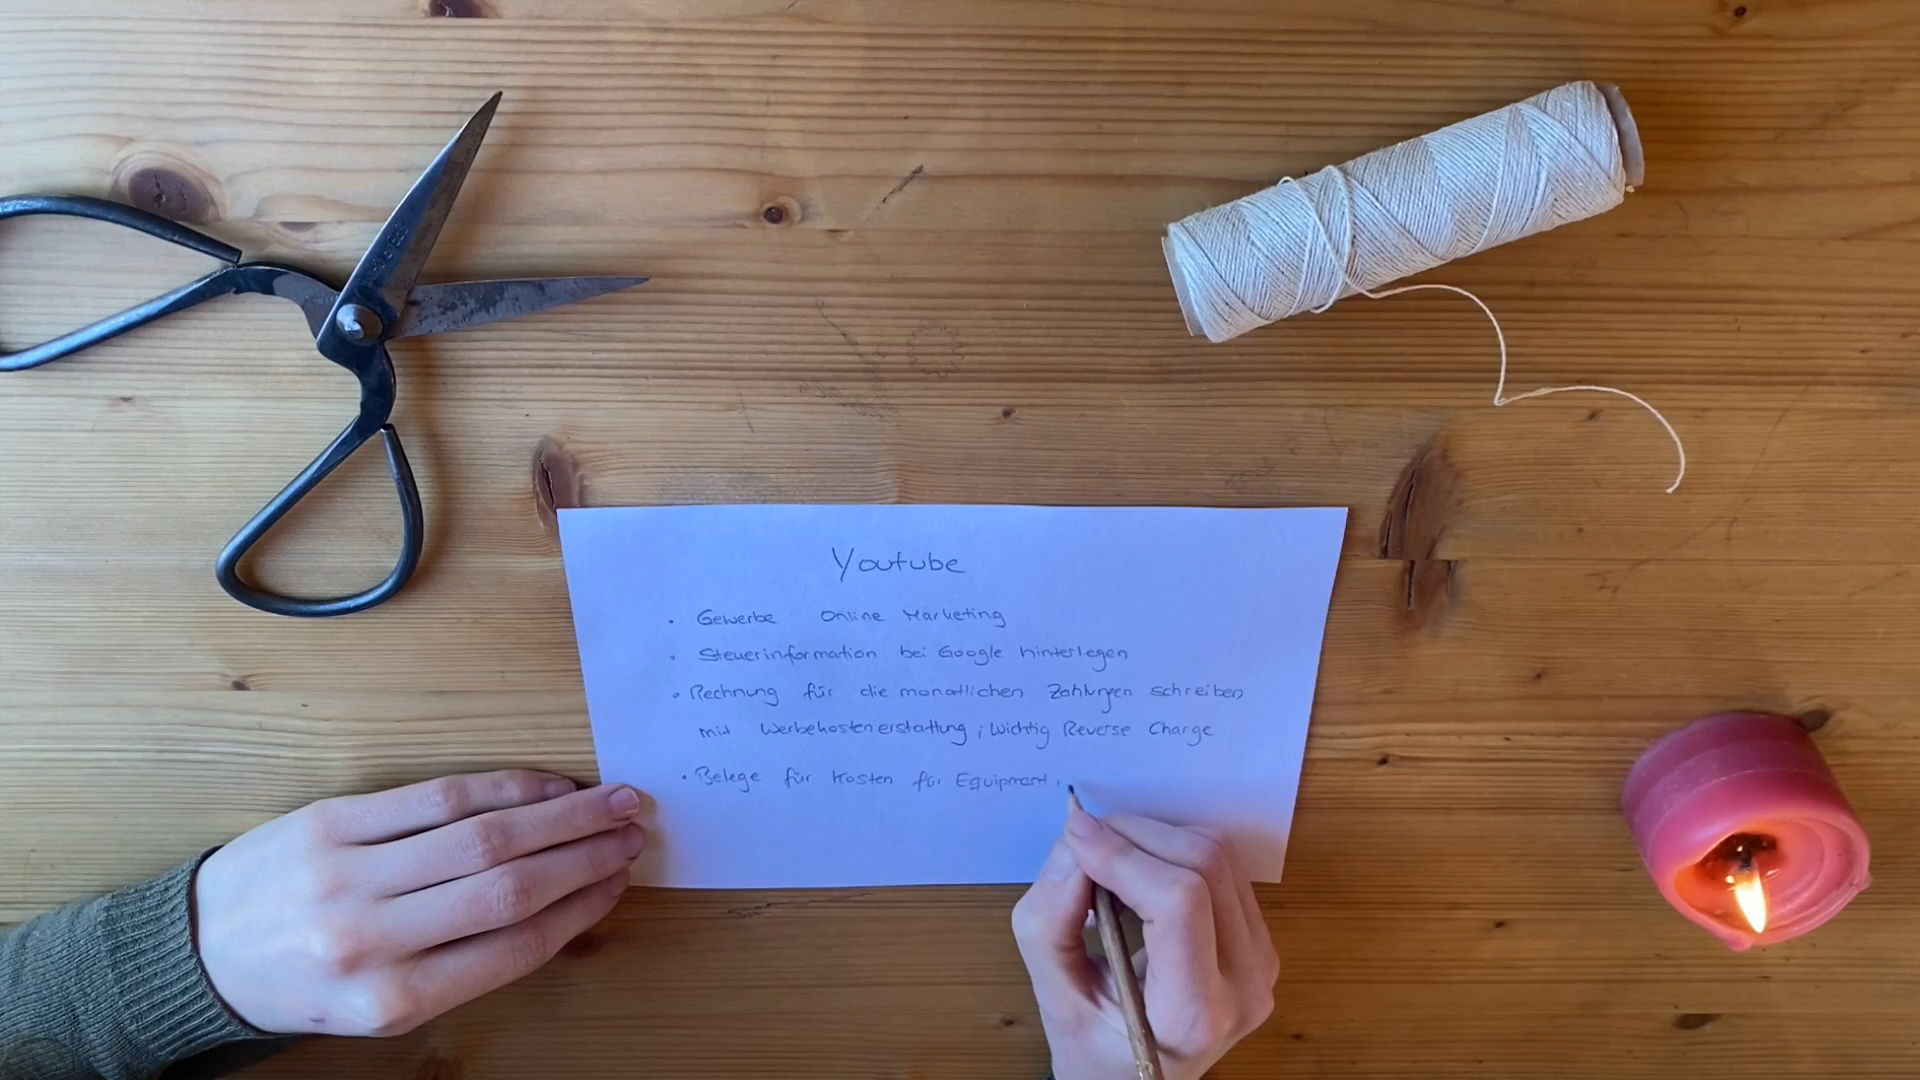 Youtube
• Gewerbe Online Marketing
• Steuerinformation bei Google hinterlegen
• Rechnung für die monatlichen Zahlungen schreiben
mit Werbekostenerstattung ; Wichtig Reverse Charge
• Belege für Kosten für Equipment,